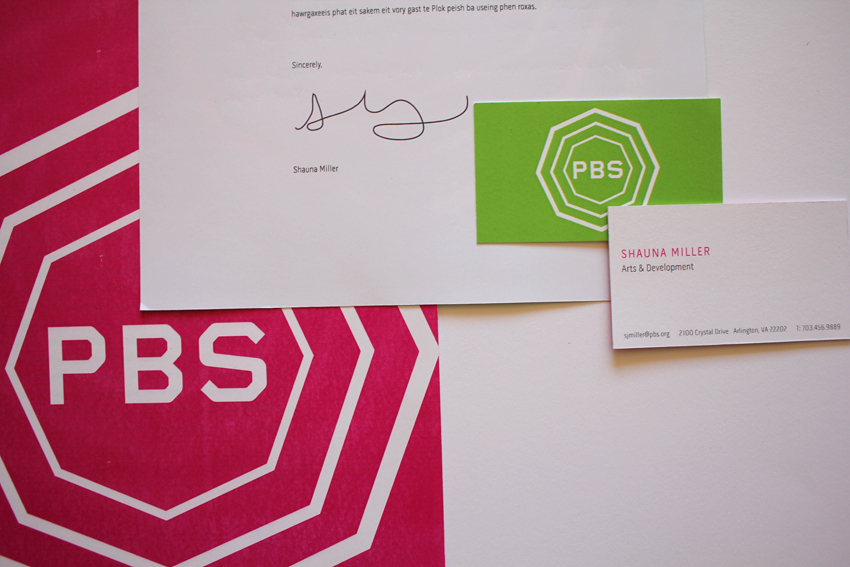 hawrgaxeeis phat eit sakem eit vory gast te Plok peish ba useing phen roxas.
Sincerely,
Shauna Miller
PBS
PBS
SHAUNA MILLER
Arts & Development
sjmiller@pbs.org 2100 Crystal Drive Arlington, VA 22202 T: 703.456.9889